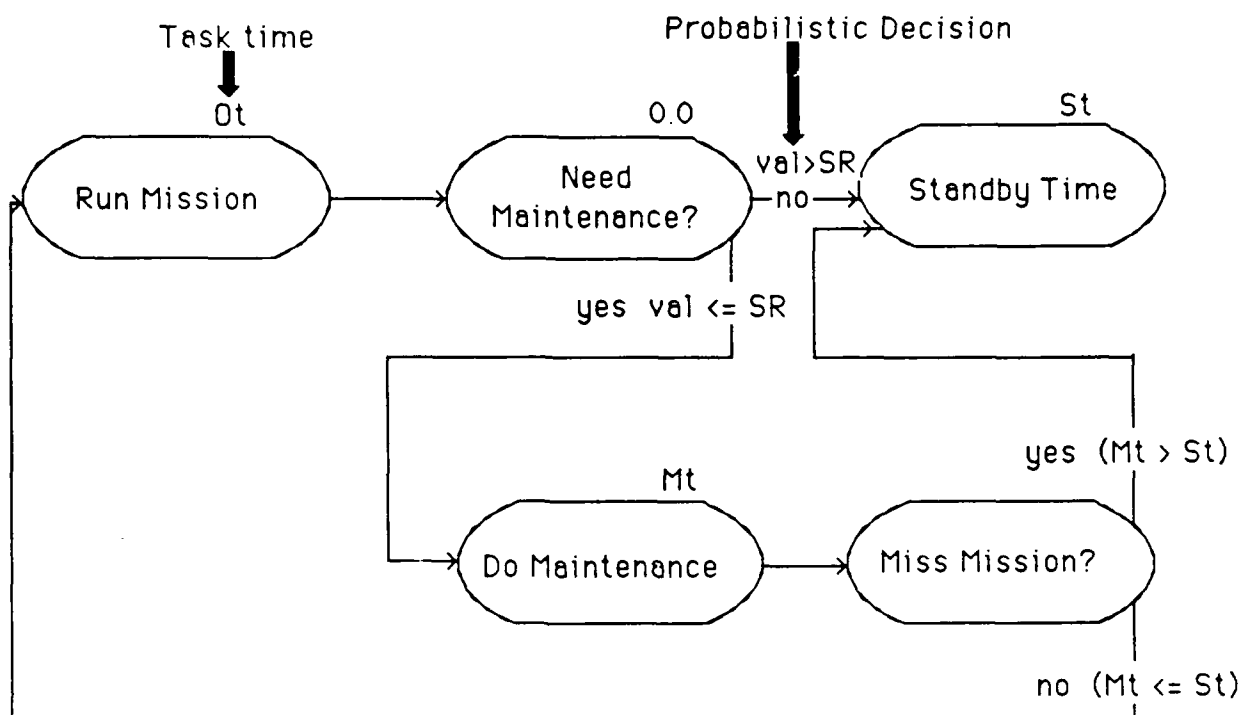 Task time
Probabilistic Decision
Ot
0.0
St
Run Mission
Need
Maintenance?
val>SR
no
Standby Time
yes val <= SR
yes (Mt > St)
Mt
Do Maintenance
Miss Mission?
no (Mt <= St)